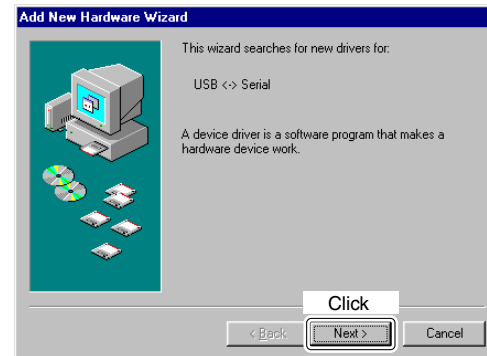 Add New Hardware Wizard
This wizard searches for new drivers for:
USB <-> Serial
A device driver is a software program that makes a
hardware device work.
Click
< Back
Next >
Cancel